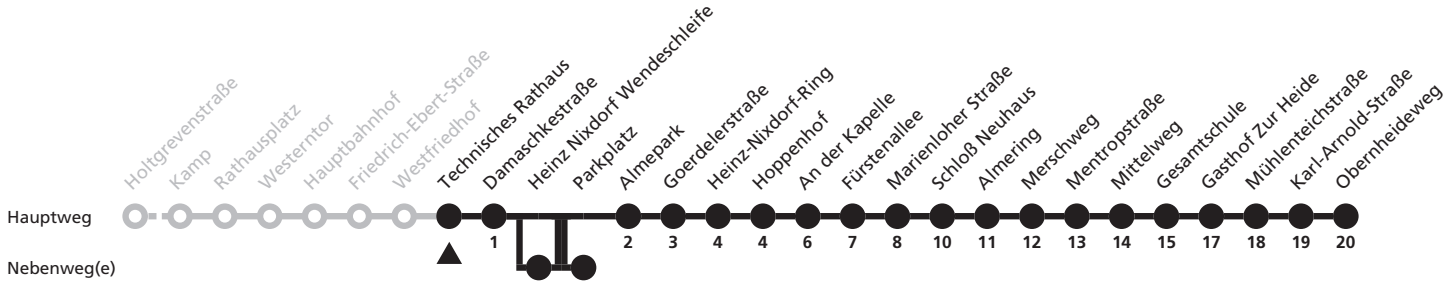 Holtgrevenstraße
Kamp
Rathausplatz
Westerntor
Hauptbahnhof
Friedrich-Ebert-Straße
Westfriedhof
Technisches Rathaus
Damaschkestraße
Heinz Nixdorf Wendeschleife
Parkplatz
Almepark
Goerdelerstraße
Heinz-Nixdorf-Ring
Hoppenhof
An der Kapelle
Fürstenallee
Marienloher Straße
Schloß Neuhaus
Almering
Merschweg
Mentropstraße
Mittelweg
Gesamtschule
Gasthof Zur Heide
Mühlenteichstraße
Karl-Arnold-Straße
Obernheideweg
Hauptweg
1 2 3 4 4 6 7 8 10 11 12 13 14 15 17 18 19 20
Nebenweg(e)